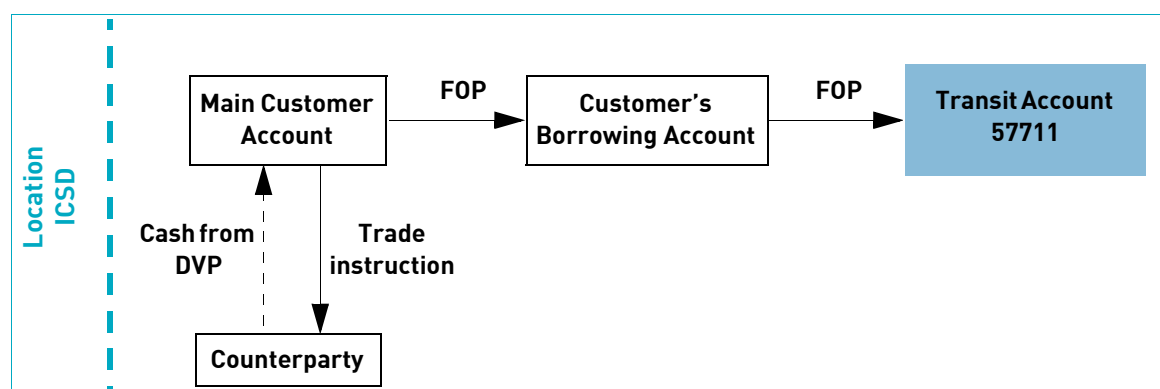 Location
ICSD
Main Customer
Account
FOP
Customer's
Borrowing Account
FOP
Transit Account
57711
Cash from
DVP
Trade
instruction
Counterparty